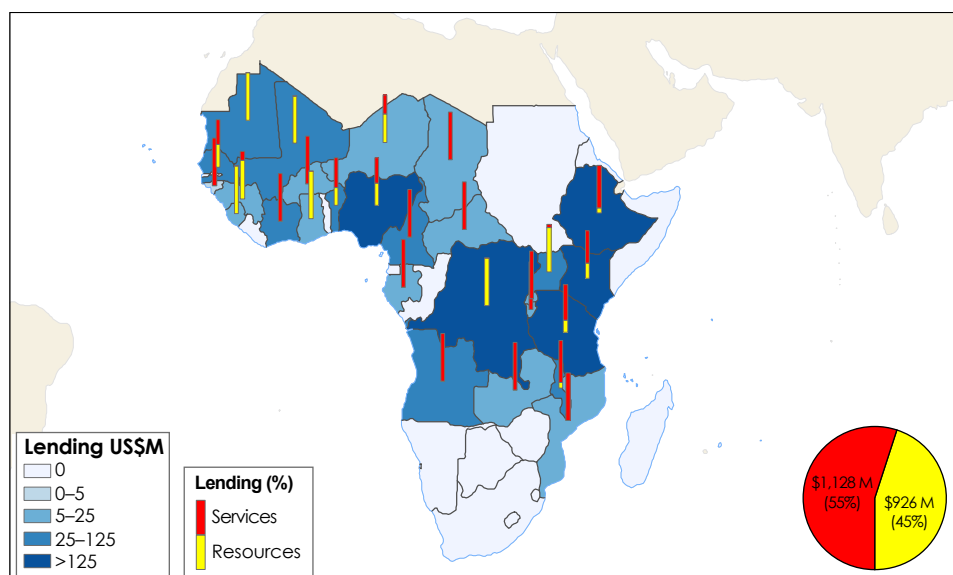 Lending US$M
0
0–5
5–25
25–125
>125
Lending (%)
Services
Resources
$1,128 M
(55%)
$926 M
(45%)